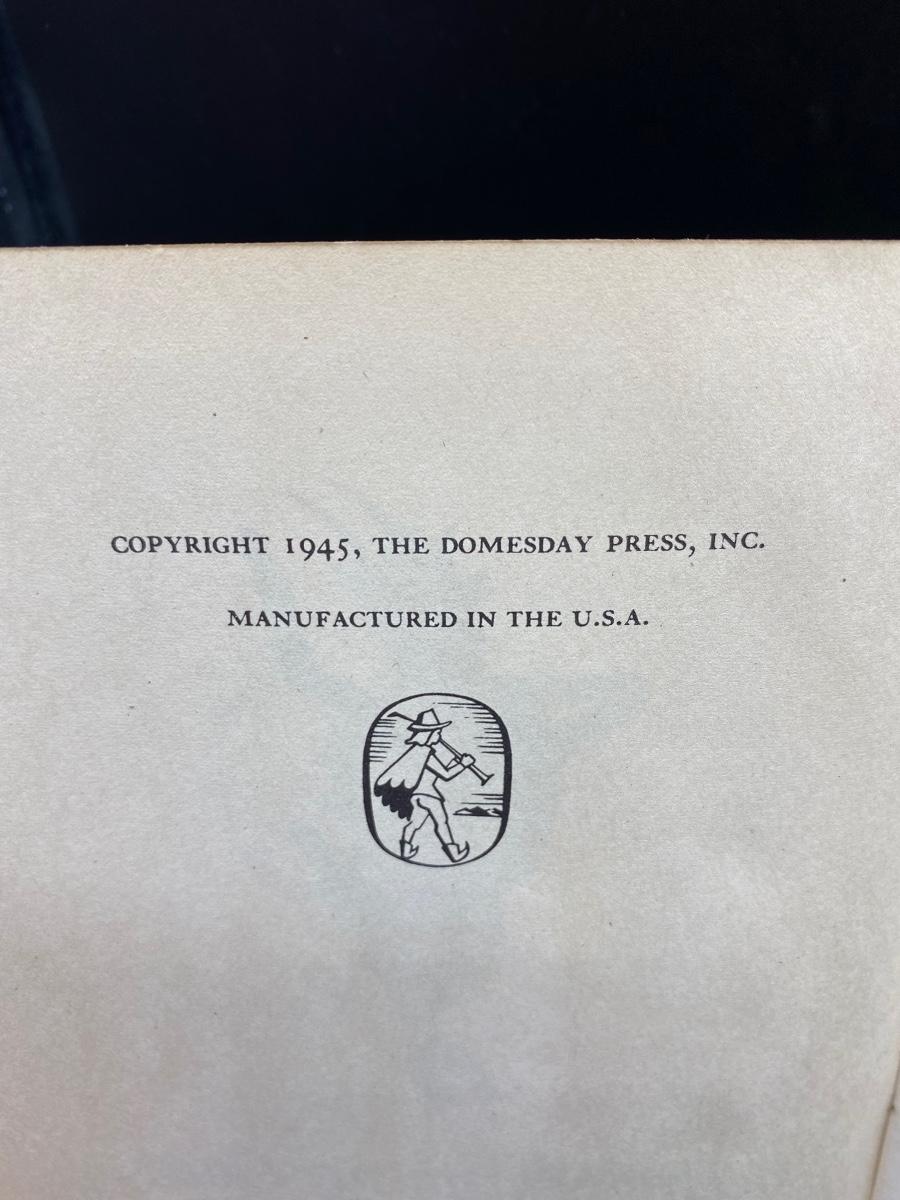 COPYRIGHT 1945, THE DOMESDAY PRESS, INC.
MANUFACTURED IN THE U.S.A.